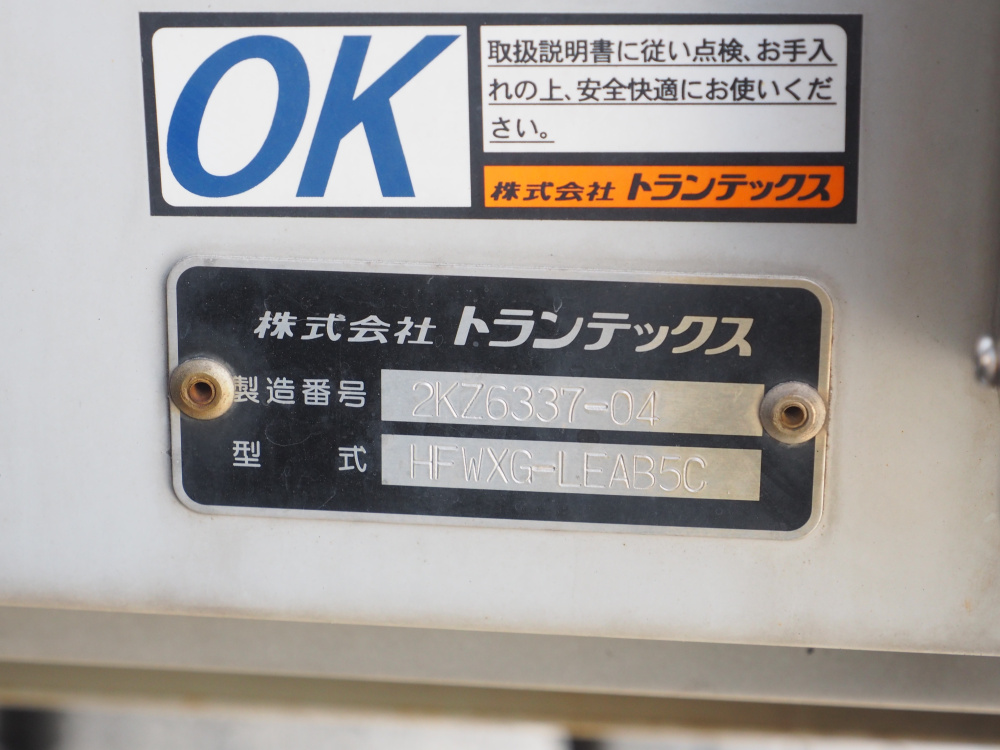 OK
取扱説明書に従い点検、お手入
れの上、安全快適にお使いくだ
さい。
株式会社 トランテックス
株式会社 トランテックス
製造番号 2KZ6337-04
型式 HFWXG-LEAB5C